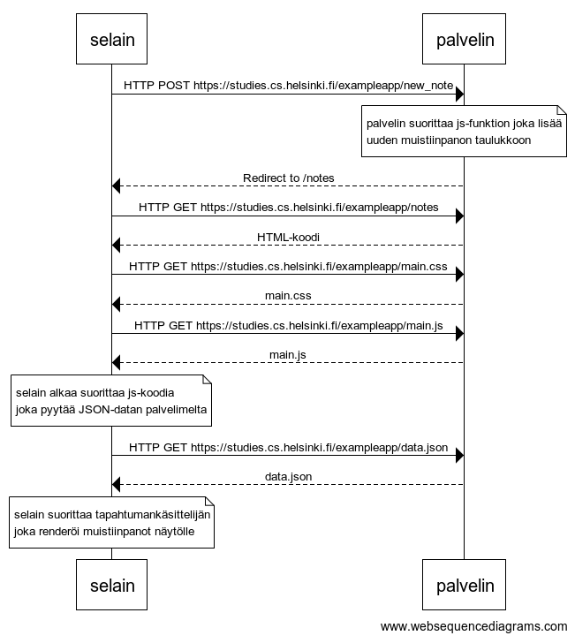 selain palvelin
HTTP POST https://studies.cs.helsinki.fi/exampleapp/new_note
palvelin suorittaa js-funktion joka lisää
uuden muistiinpanon taulukkoon
Redirect to /notes
HTTP GET https://studies.cs.helsinki.fi/exampleapp/notes
HTML-koodi
HTTP GET https://studies.cs.helsinki.fi/exampleapp/main.css
main.css
HTTP GET https://studies.cs.helsinki.fi/exampleapp/main.js
main.js
selain alkaa suorittaa js-koodia
joka pyytää JSON-datan palvelimelta
HTTP GET https://studies.cs.helsinki.fi/exampleapp/data.json
data.json
selain suorittaa tapahtumankäsittelijän
joka renderöi muistiinpanot näytölle
selain palvelin
www.websequencediagrams.com